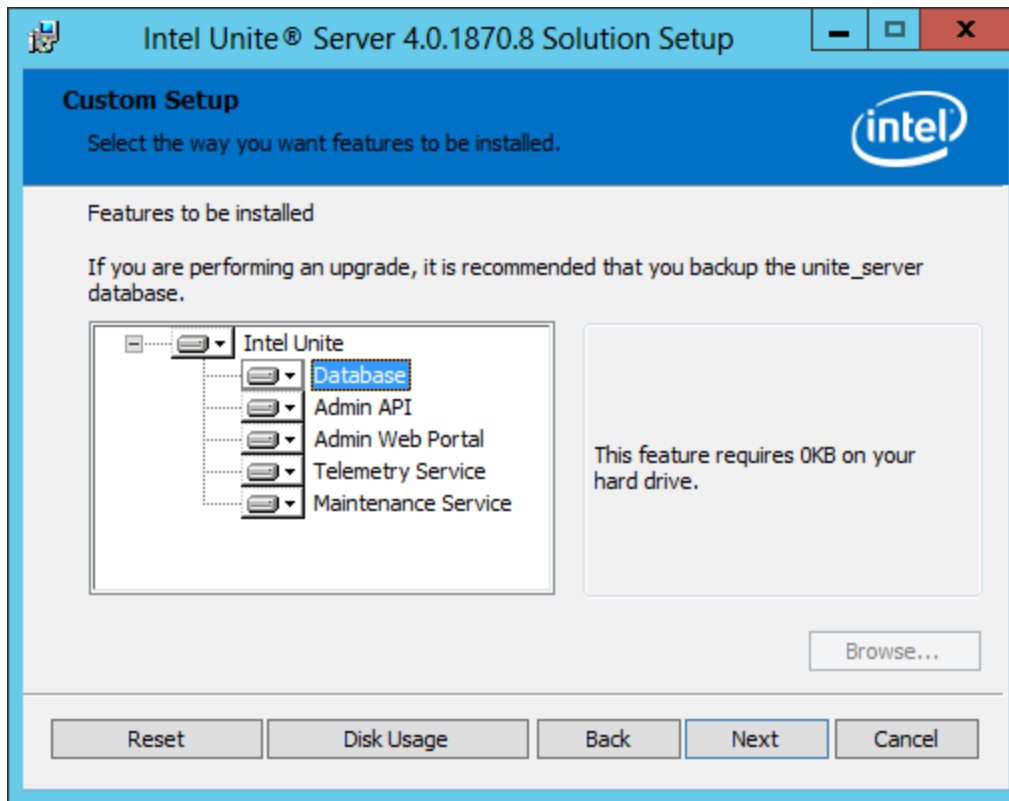 Intel Unite® Server 4.0.1870.8 Solution Setup
Custom Setup
Select the way you want features to be installed.
intel
Features to be installed
If you are performing an upgrade, it is recommended that you backup the unite_server
database.
Intel Unite
Database
Admin API
Admin Web Portal
Telemetry Service
Maintenance Service
This feature requires 0KB on your
hard drive.
Browse...
Reset
Disk Usage
Back
Next
Cancel